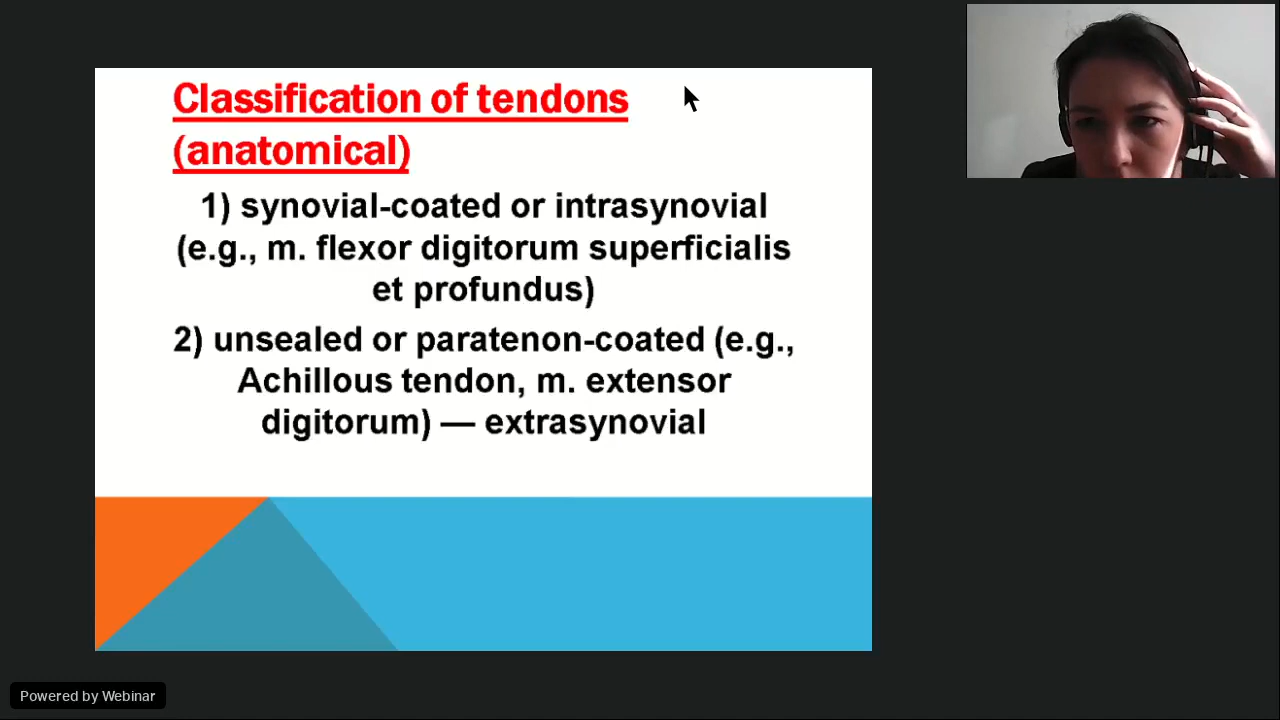 Classification of tendons
(anatomical)
1) synovial-coated or intrasynovial
(e.g., m. flexor digitorum superficialis
et profundus)
2) unsealed or paratenon-coated (e.g.,
Achillous tendon, m. extensor
digitorum) — extrasynovial
Powered by Webinar